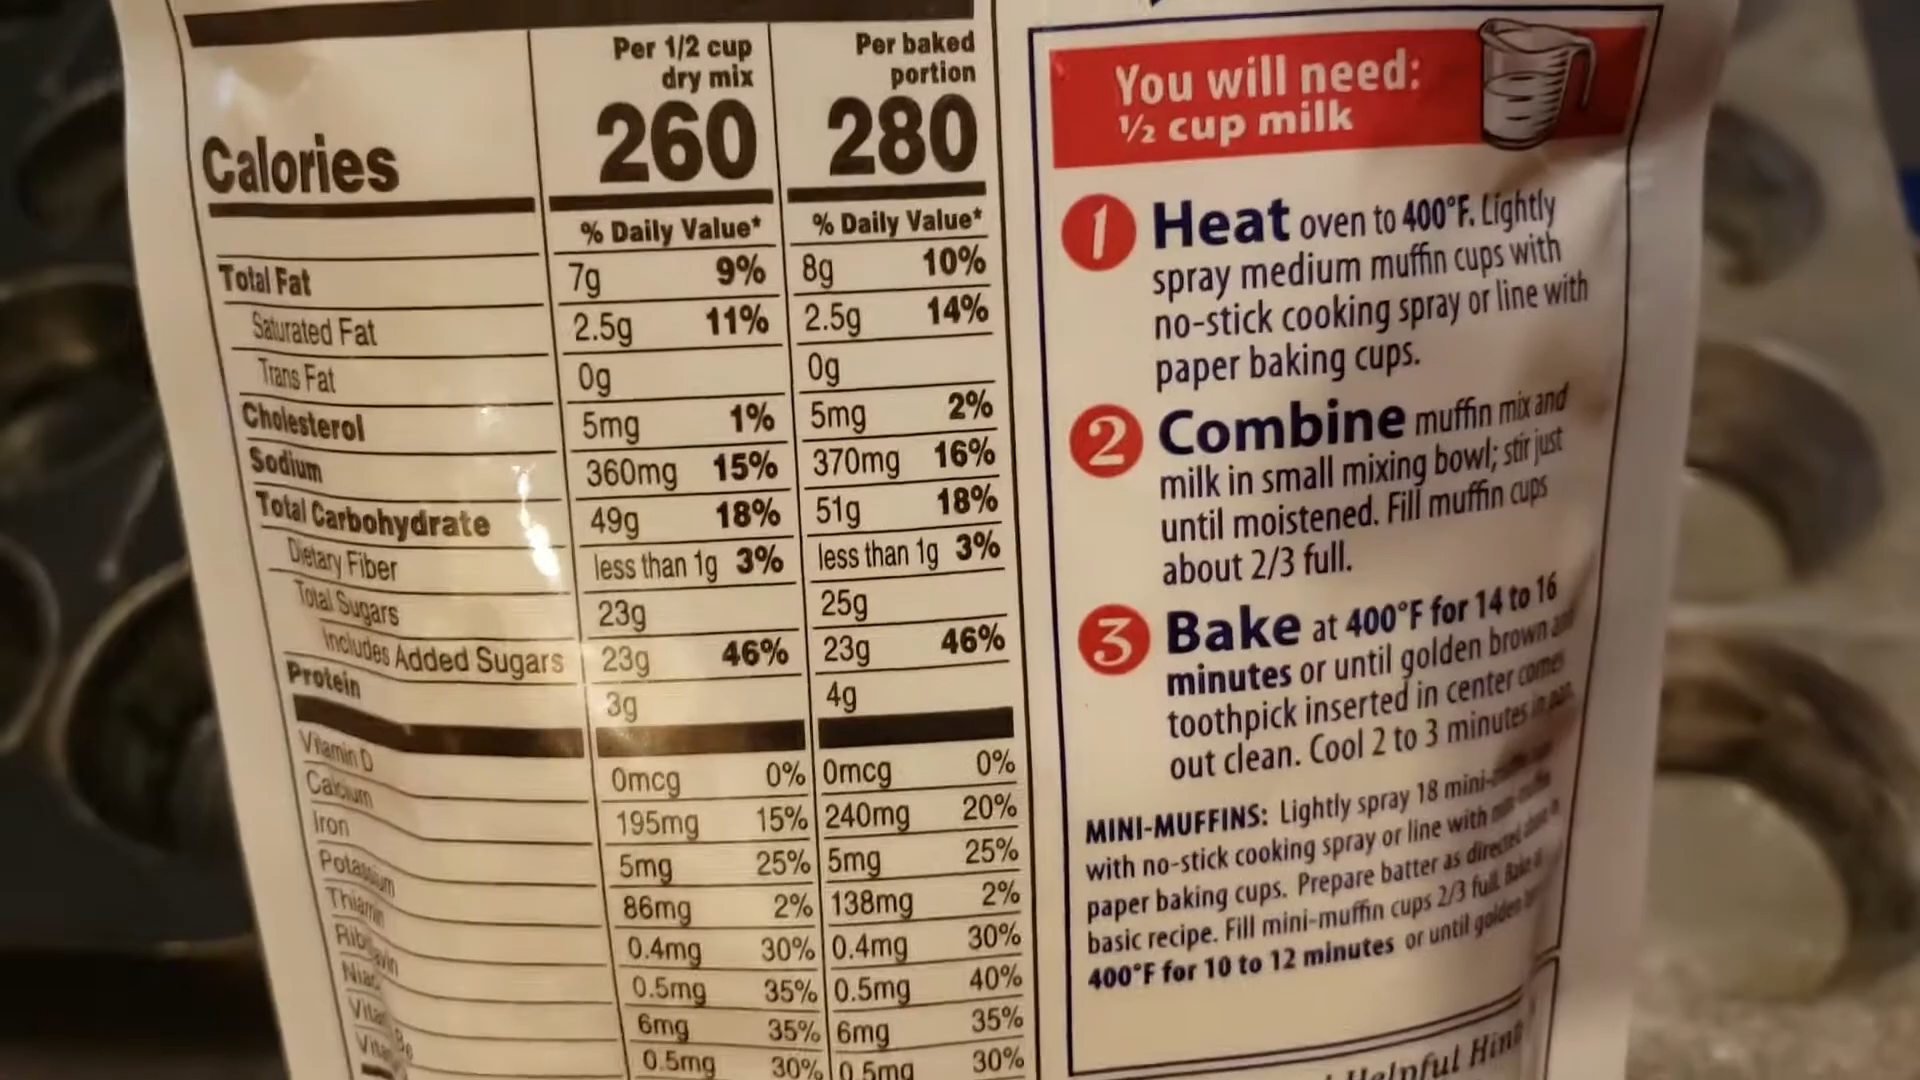 Per 1/2 cup dry mix
Per baked portion
Calories 260 280
% Daily Value* % Daily Value*
Total Fat 7g 9% 8g 10%
Saturated Fat 2.5g 11% 2.5g 14%
Trans Fat 0g 0g
Cholesterol 5mg 1% 5mg 2%
Sodium 360mg 15% 370mg 16%
Total Carbohydrate 49g 18% 51g 18%
Dietary Fiber less than 1g 3% less than 1g 3%
Total Sugars 23g 25g
Includes Added Sugars 23g 46% 23g 46%
Protein 3g 4g
Vitamin D 0mcg 0% 0mcg 0%
Calcium 195mg 15% 240mg 20%
Iron 5mg 25% 5mg 25%
Potassium 86mg 2% 138mg 2%
Thiamin 0.4mg 30% 0.4mg 30%
Riboflavin 0.5mg 35% 0.5mg 40%
6mg 35% 6mg 35%
0.5mg 30% 0.5mg 30%
You will need:
½ cup milk
1 Heat oven to 400°F. Lightly
spray medium muffin cups with
no-stick cooking spray or line with
paper baking cups.
2 Combine muffin mix and
milk in small mixing bowl; stir just
until moistened. Fill muffin cups
about 2/3 full.
3 Bake at 400°F for 14 to 16
minutes or until golden brown and
toothpick inserted in center comes
out clean. Cool 2 to 3 minutes in pan.
MINI-MUFFINS: Lightly spray 18 mini-
with no-stick cooking spray or line with
paper baking cups. Prepare batter as directed
basic recipe. Fill mini-muffin cups 2/3 full. Bake
400°F for 10 to 12 minutes or until golden
Helpful Hint